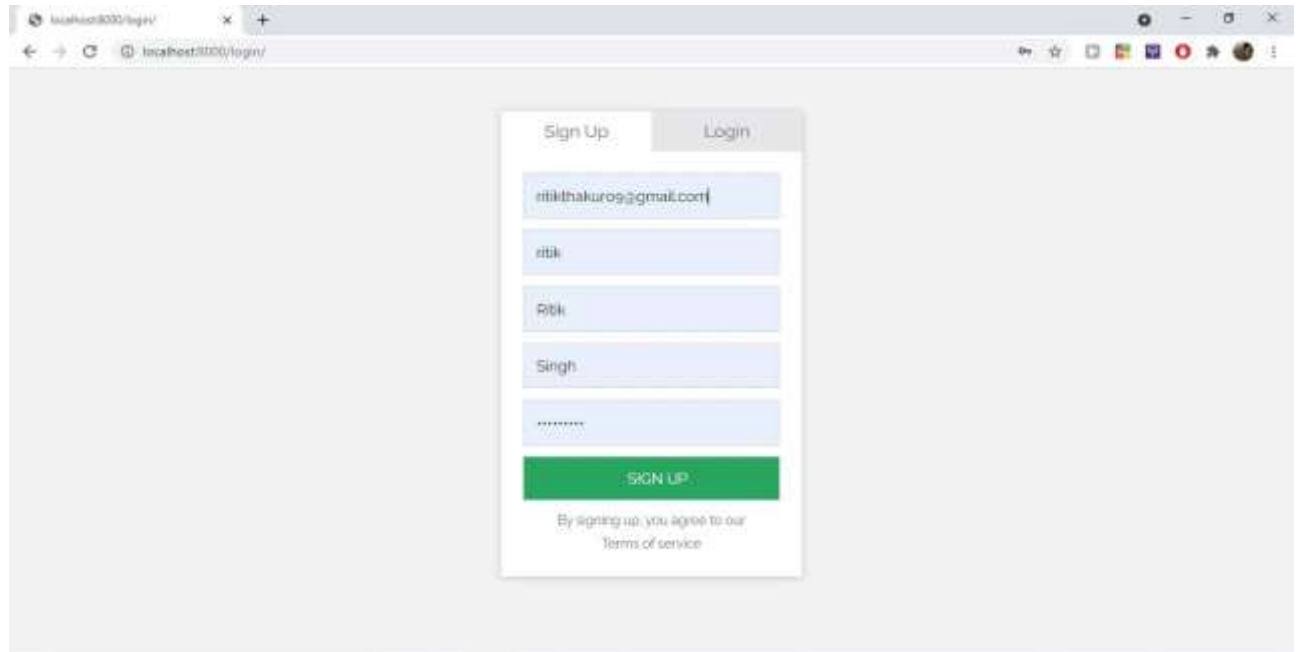 localhost:8000/login/
localhost:8000/login/
Sign Up
Login
ritikthakur09@gmail.com
ritik
Ritik
Singh
•••••••••
SIGN UP
By signing up, you agree to our
Terms of service